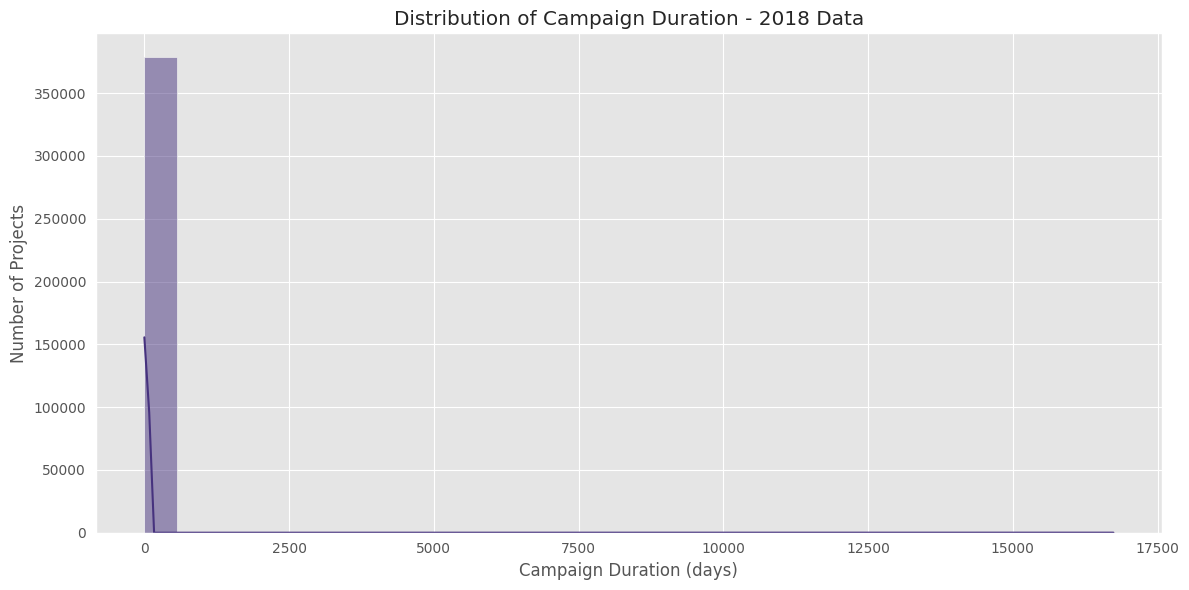 Distribution of Campaign Duration - 2018 Data
Number of Projects
350000
300000
250000
200000
150000
100000
50000
0
0 2500 5000 7500 10000 12500 15000 17500
Campaign Duration (days)